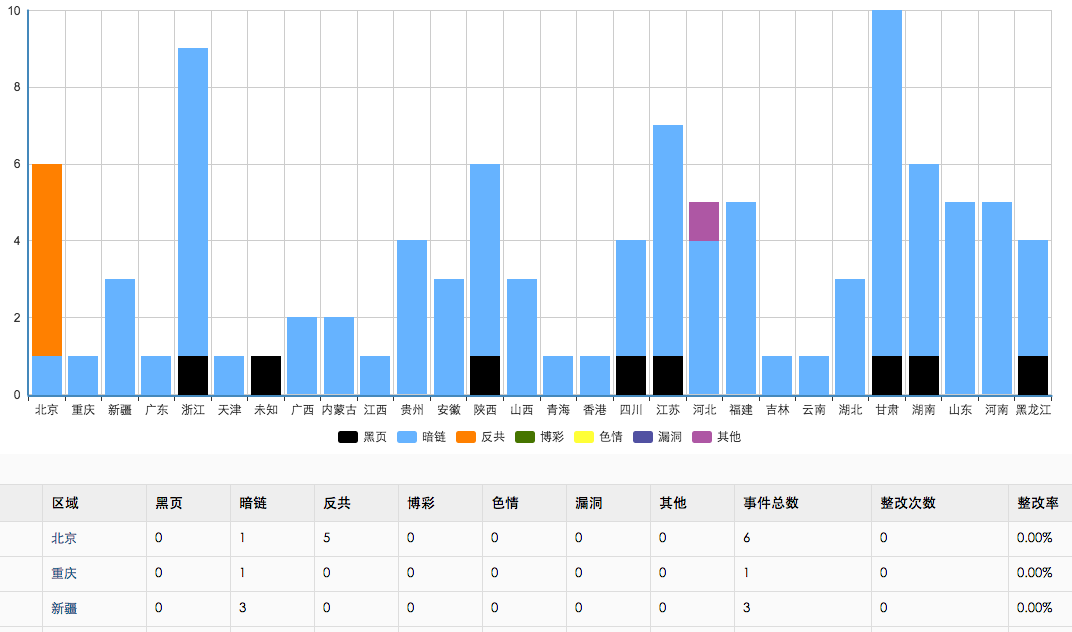 10
8
6
4
2
0
北京 重庆 新疆 广东 浙江 天津 未知 广西 内蒙古 江西 贵州 安徽 陕西 山西 青海 香港 四川 江苏 河北 福建 吉林 云南 湖北 甘肃 湖南 山东 河南 黑龙江
黑页 暗链 反共 博彩 色情 漏洞 其他
区域 黑页 暗链 反共 博彩 色情 漏洞 其他 事件总数 整改次数 整改率
北京 0 1 5 0 0 0 0 6 0 0.00%
重庆 0 1 0 0 0 0 0 1 0 0.00%
新疆 0 3 0 0 0 0 0 3 0 0.00%